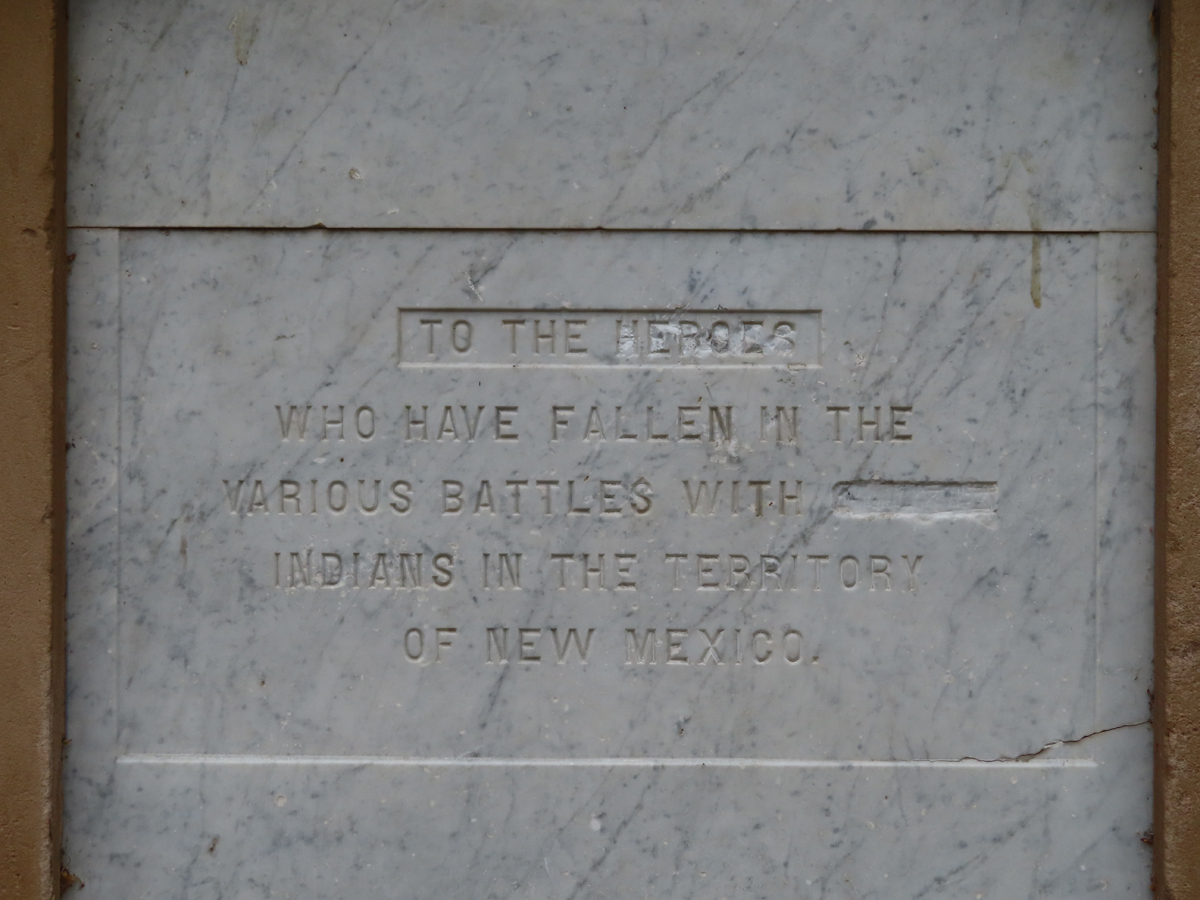 TO THE HEROES
WHO HAVE FALLEN IN THE
VARIOUS BATTLES WITH
INDIANS IN THE TERRITORY
OF NEW MEXICO.